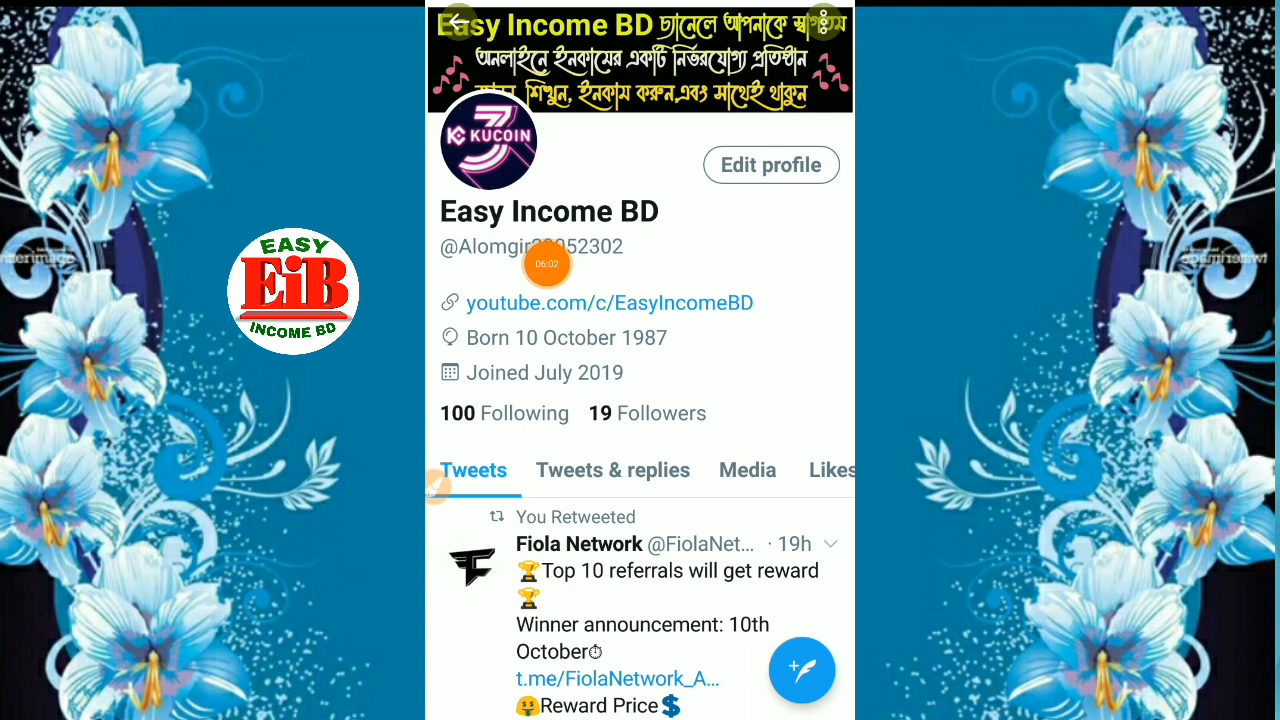 Easy Income BD চ্যানেলে আপনাকে স্বাগতম
অনলাইনে ইনকামের একটি নির্ভরযোগ্য প্রতিষ্ঠান
শিখুন, ইনকাম করুন,এবং সাথেই থাকুন
KUCOIN
Edit profile
Easy Income BD
@Alomgir
52302
06:02
youtube.com/c/EasyIncomeBD
Born 10 October 1987
Joined July 2019
100 Following 19 Followers
Tweets Tweets & replies Media Likes
You Retweeted
Fiola Network @FiolaNet... · 19h
🏆Top 10 referrals will get reward
🏆
Winner announcement: 10th
October⏱
t.me/FiolaNetwork_A...
🤑Reward Price💲
EASY
EiB
INCOME BD
twitterimage